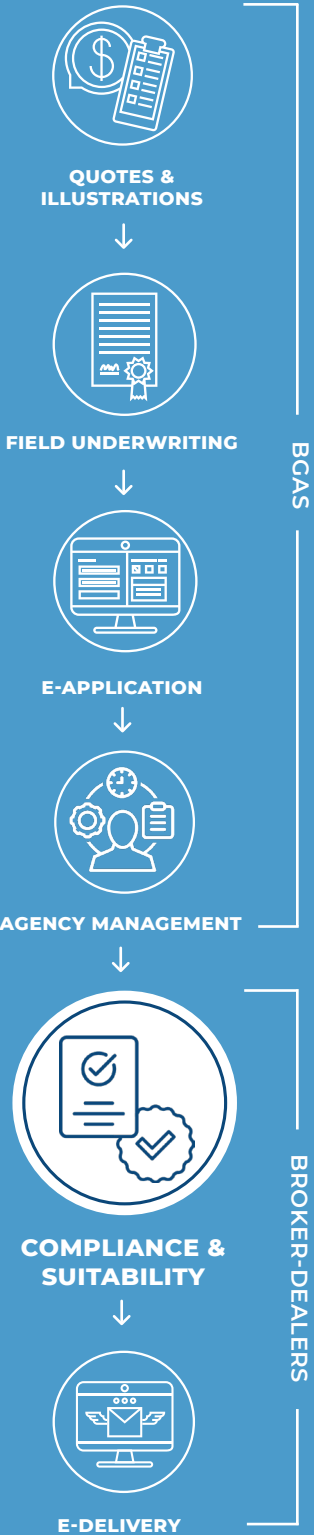 QUOTES &
ILLUSTRATIONS
FIELD UNDERWRITING
BGAS
E-APPLICATION
AGENCY MANAGEMENT
COMPLIANCE &
SUITABILITY
BROKER-DEALERS
E-DELIVERY